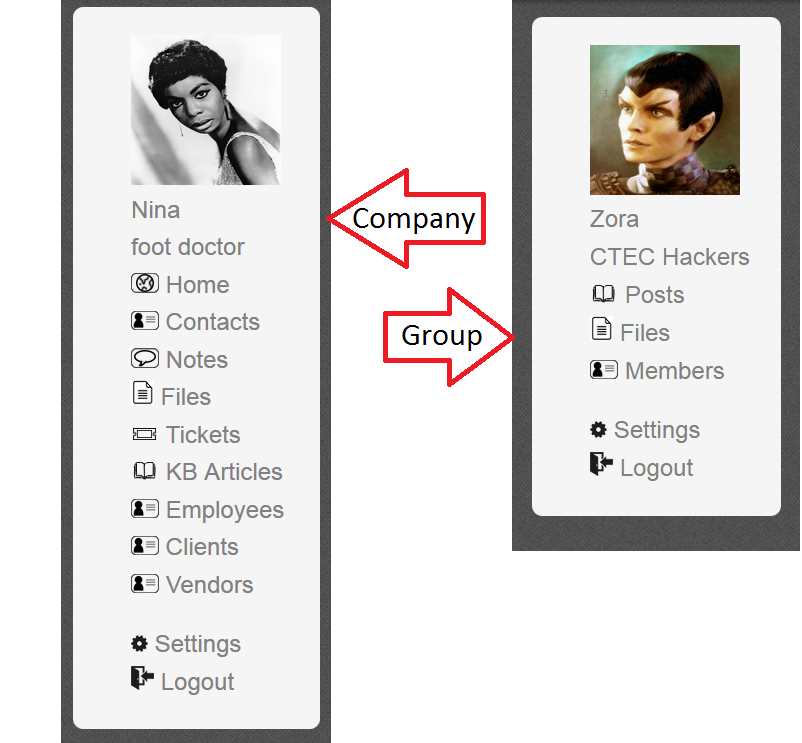 Nina
foot doctor
Home
Contacts
Notes
Files
Tickets
KB Articles
Employees
Clients
Vendors
Settings
Logout
Company
Group
Zora
CTEC Hackers
Posts
Files
Members
Settings
Logout